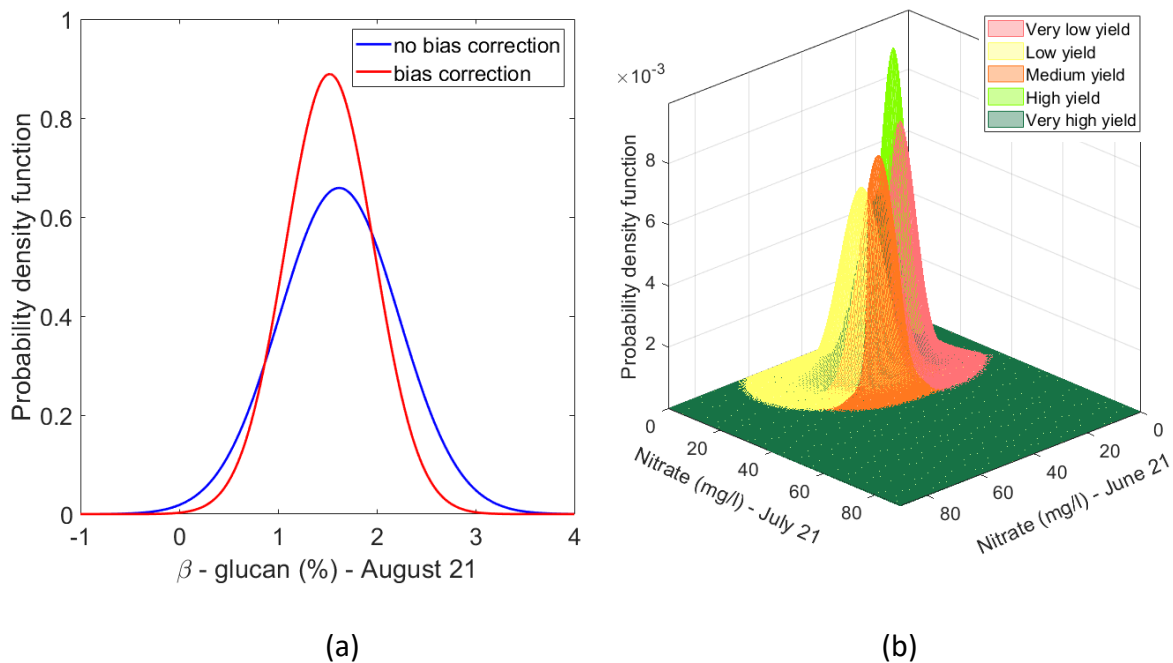 1
0.8
0.6
0.4
0.2
0
-1
0
1
2
3
4
Probability density function
β - glucan (%) - August 21
no bias correction
bias correction
(a)
×10⁻³
8
6
4
2
0
Probability density function
0
20
40
60
80
Nitrate (mg/l) - July 21
80
60
40
20
0
Nitrate (mg/l) - June 21
Very low yield
Low yield
Medium yield
High yield
Very high yield
(b)